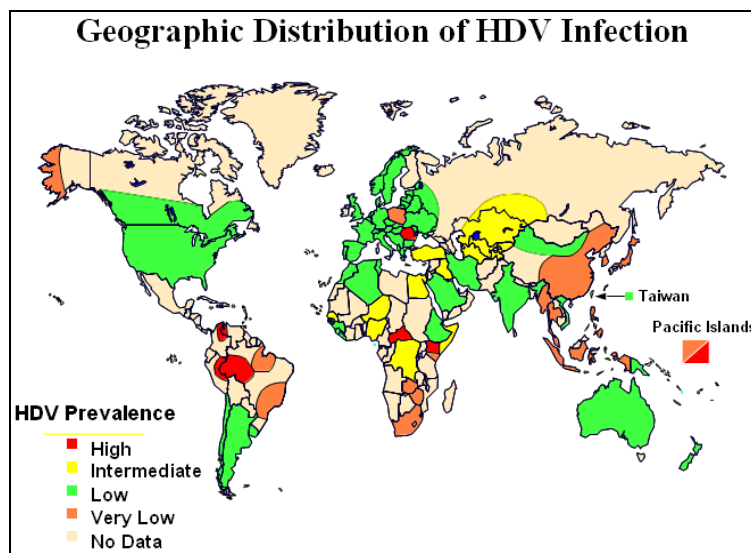 Geographic Distribution of HDV Infection
Taiwan
Pacific Islands
HDV Prevalence
High
Intermediate
Low
Very Low
No Data